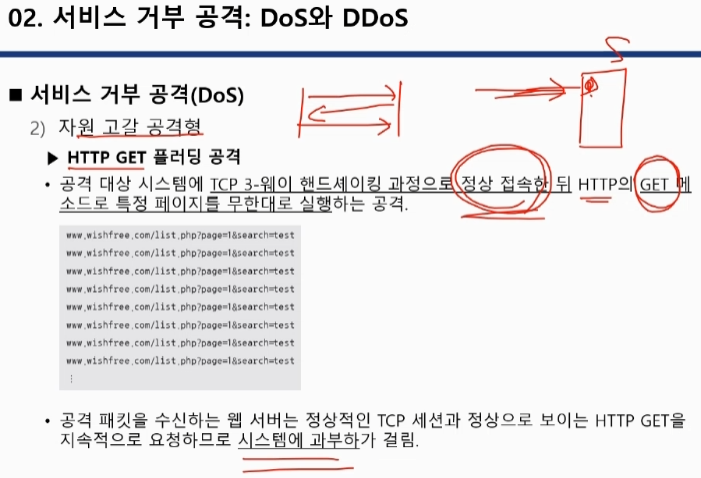 02. 서비스 거부 공격: DoS와 DDoS
S
■ 서비스 거부 공격(DoS)
2) 자원 고갈 공격형
▶ HTTP GET 플러딩 공격
• 공격 대상 시스템에 TCP 3-웨이 핸드셰이킹 과정으로 정상 접속한 뒤 HTTP의 GET 메
소드로 특정 페이지를 무한대로 실행하는 공격.
www.wishfree.com/list.php?page=1&search=test
www.wishfree.com/list.php?page=1&search=test
www.wishfree.com/list.php?page=1&search=test
www.wishfree.com/list.php?page=1&search=test
www.wishfree.com/list.php?page=1&search=test
www.wishfree.com/list.php?page=1&search=test
www.wishfree.com/list.php?page=1&search=test
www.wishfree.com/list.php?page=1&search=test
⋮
• 공격 패킷을 수신하는 웹 서버는 정상적인 TCP 세션과 정상으로 보이는 HTTP GET을
지속적으로 요청하므로 시스템에 과부하가 걸림.